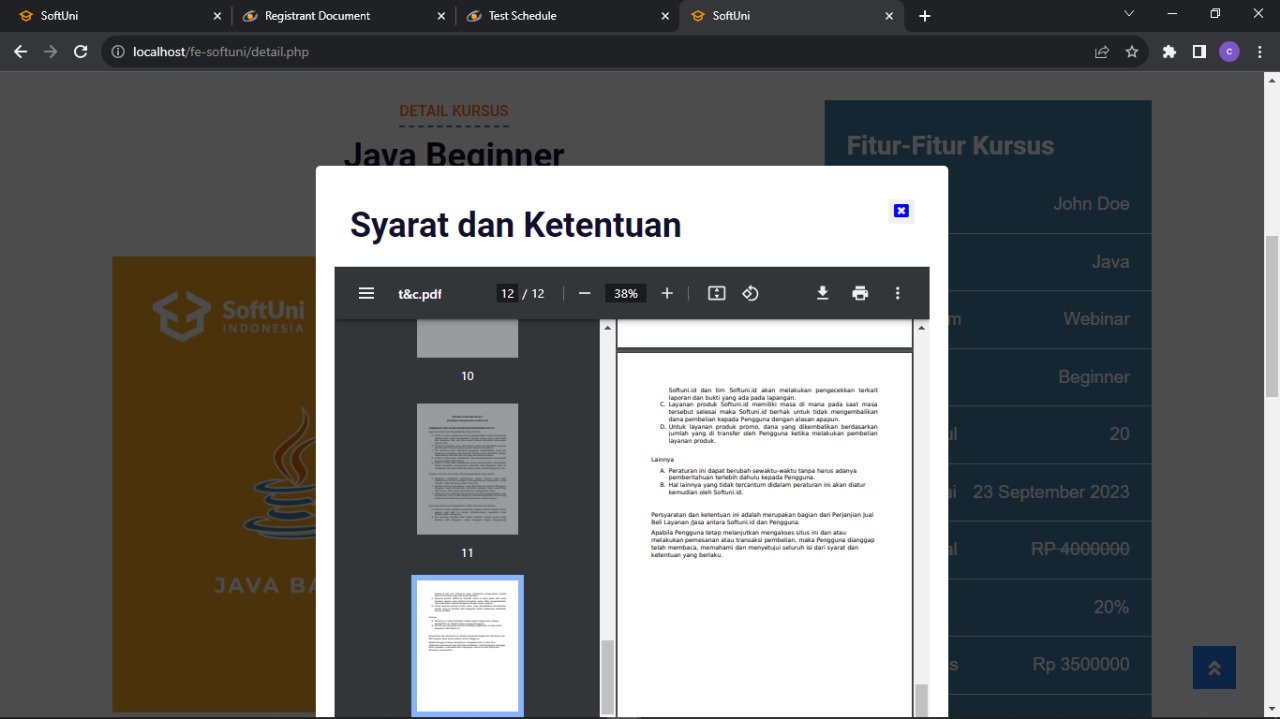 SoftUni
Registrant Document
Test Schedule
SoftUni
localhost/fe-softuni/detail.php
C
DETAIL KURSUS
Java Beginner
Fitur-Fitur Kursus
John Doe
Java
m Webinar
Beginner
ul 20
ai 23 September 2023
al RP 4000000
20%
s Rp 3500000
SoftUni
INDONESIA
JAVA BA
Syarat dan Ketentuan
t&c.pdf 12 / 12 38%
10
11
Softuni.id dan tim Softuni.id akan melakukan pengecekkan terkait
laporan dan bukti yang ada pada lapangan.
C. Layanan produk Softuni.id memiliki masa di mana pada saat masa
tersebut selesai maka Softuni.id berhak untuk tidak mengembalikan
dana pembelian kepada Pengguna dengan alasan apapun.
D. Untuk layanan produk promo, dana yang dikembalikan berdasarkan
jumlah yang di transfer oleh Pengguna ketika melakukan pembelian
layanan produk.
Lainnya
A. Peraturan ini dapat berubah sewaktu-waktu tanpa harus adanya
pemberitahuan terlebih dahulu kepada Pengguna.
B. Hal lainnya yang tidak tercantum didalam peraturan ini akan diatur
kemudian oleh Softuni.id.
Persyaratan dan ketentuan ini adalah merupakan bagian dari Perjanjian Jual
Beli Layanan /Jasa antara Softuni.id dan Pengguna.
Apabila Pengguna tetap melanjutkan mengakses situs ini dan atau
melakukan pemesanan atau transaksi pembelian, maka Pengguna dianggap
telah membaca, memahami dan menyetujui seluruh isi dari syarat dan
ketentuan yang berlaku.